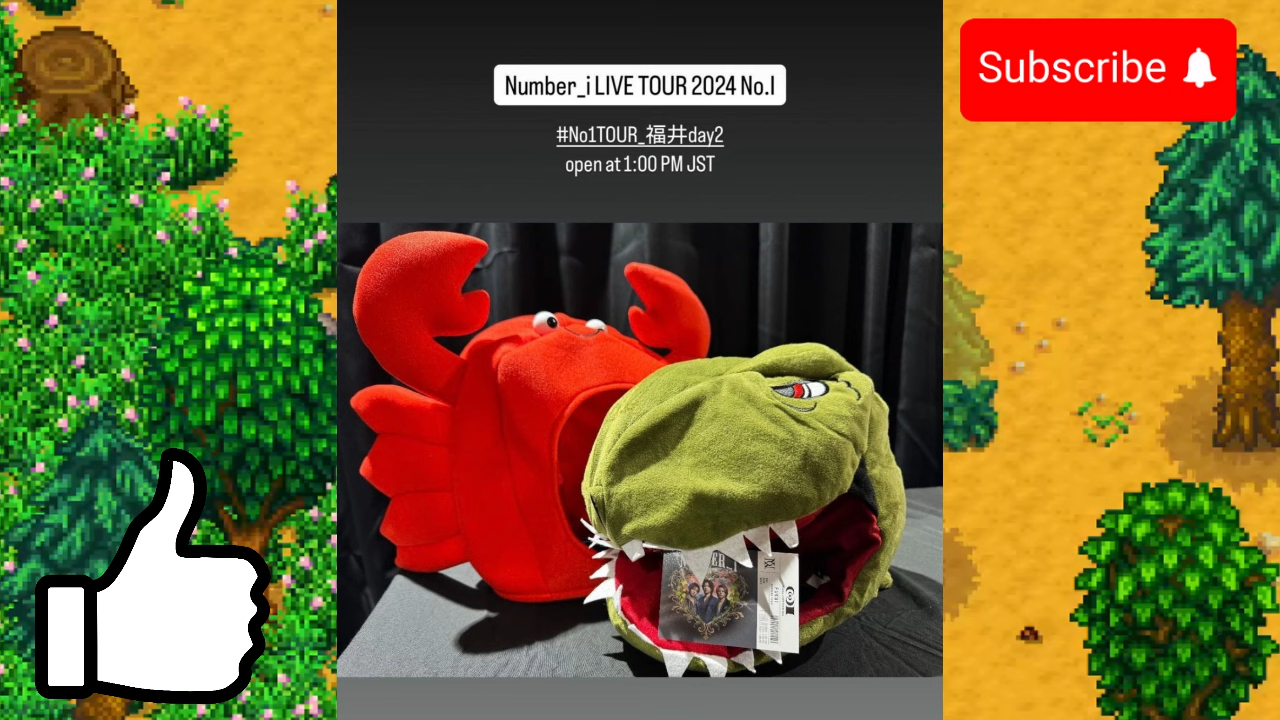 Number_i LIVE TOUR 2024 No.I
#No1TOUR_福井day2
open at 1:00 PM JST
Subscribe